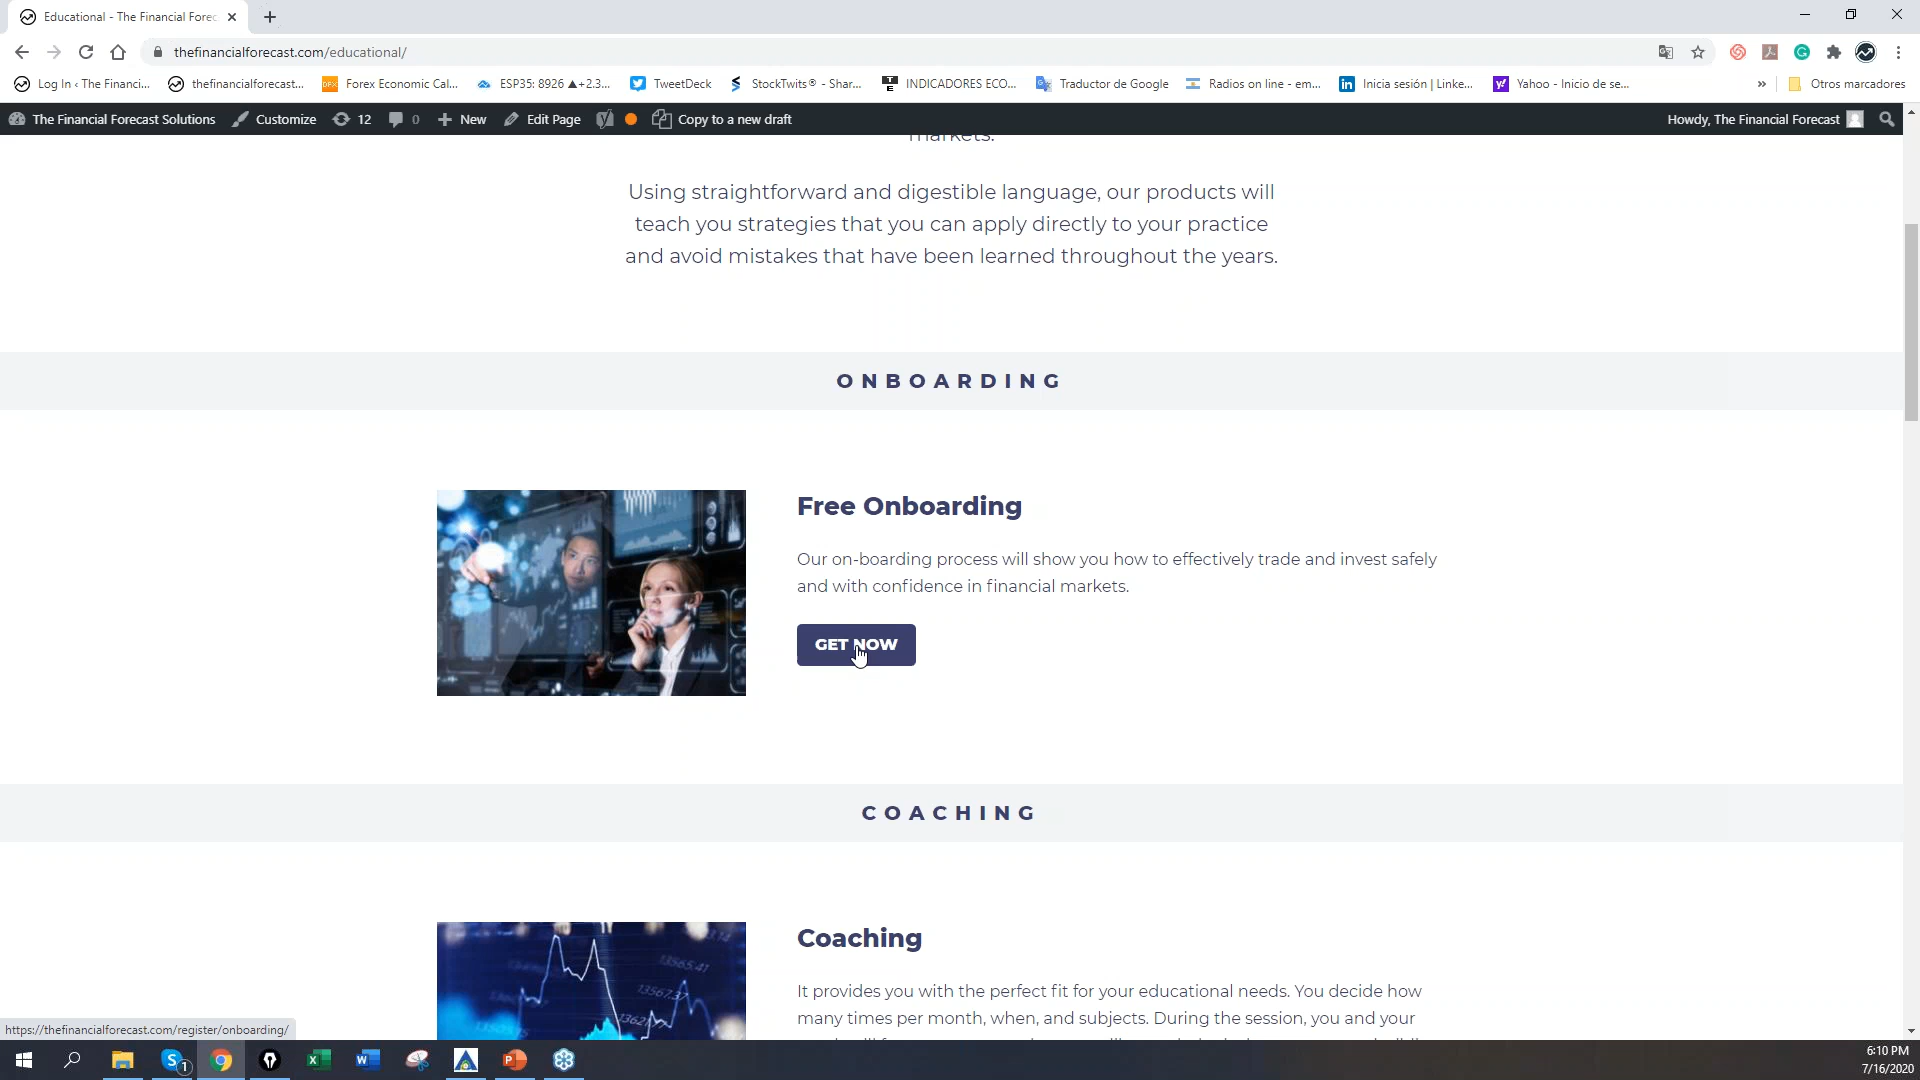 Educational - The Financial Forec
thefinancialforecast.com/educational/
Log In ‹ The Financi...
thefinancialforecast...
Forex Economic Cal...
ESP35: 8926 ▲+2.3...
TweetDeck
StockTwits® - Shar...
INDICADORES ECO...
Traductor de Google
Radios on line - em...
Inicia sesión | Linke...
Yahoo - Inicio de se...
»
Otros marcadores
The Financial Forecast Solutions
Customize
12
0
New
Edit Page
Copy to a new draft
Howdy, The Financial Forecast
markets.
Using straightforward and digestible language, our products will
teach you strategies that you can apply directly to your practice
and avoid mistakes that have been learned throughout the years.
ONBOARDING
Free Onboarding
Our on-boarding process will show you how to effectively trade and invest safely
and with confidence in financial markets.
GET NOW
COACHING
Coaching
It provides you with the perfect fit for your educational needs. You decide how
many times per month, when, and subjects. During the session, you and your
13565.41
13567.37
https://thefinancialforecast.com/register/onboarding/
6:10 PM
7/16/2020